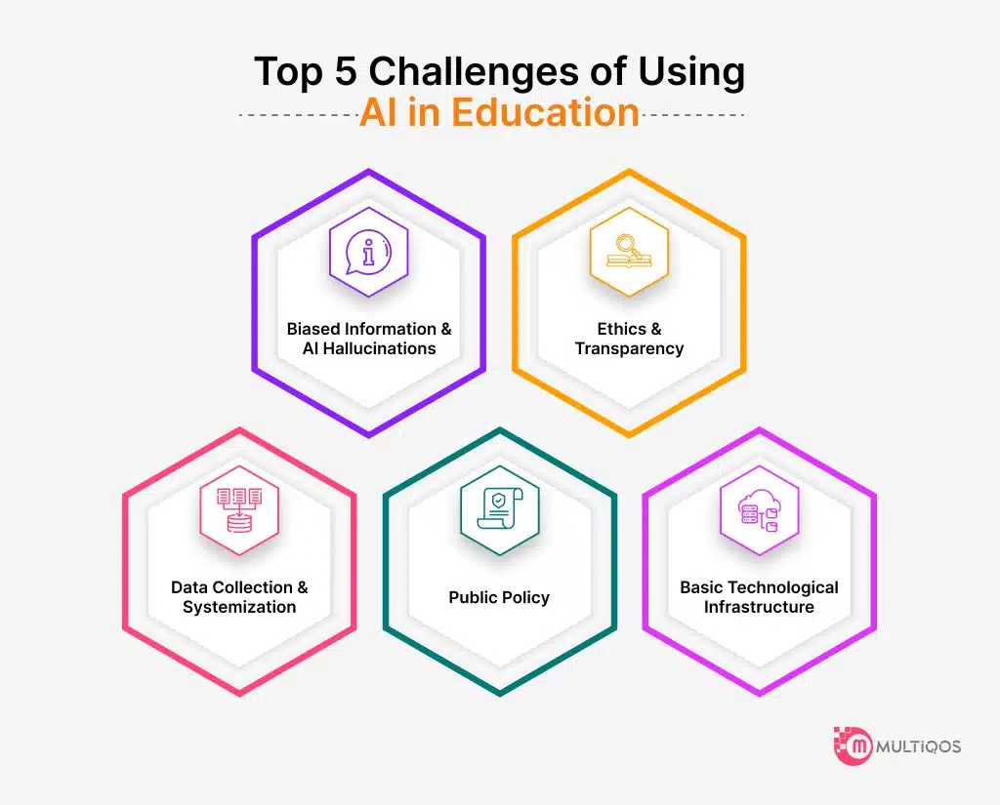 Top 5 Challenges of Using
AI in Education
Biased Information &
AI Hallucinations
Ethics &
Transparency
Data Collection &
Systemization
Public Policy
Basic Technological
Infrastructure
MULTiQOS